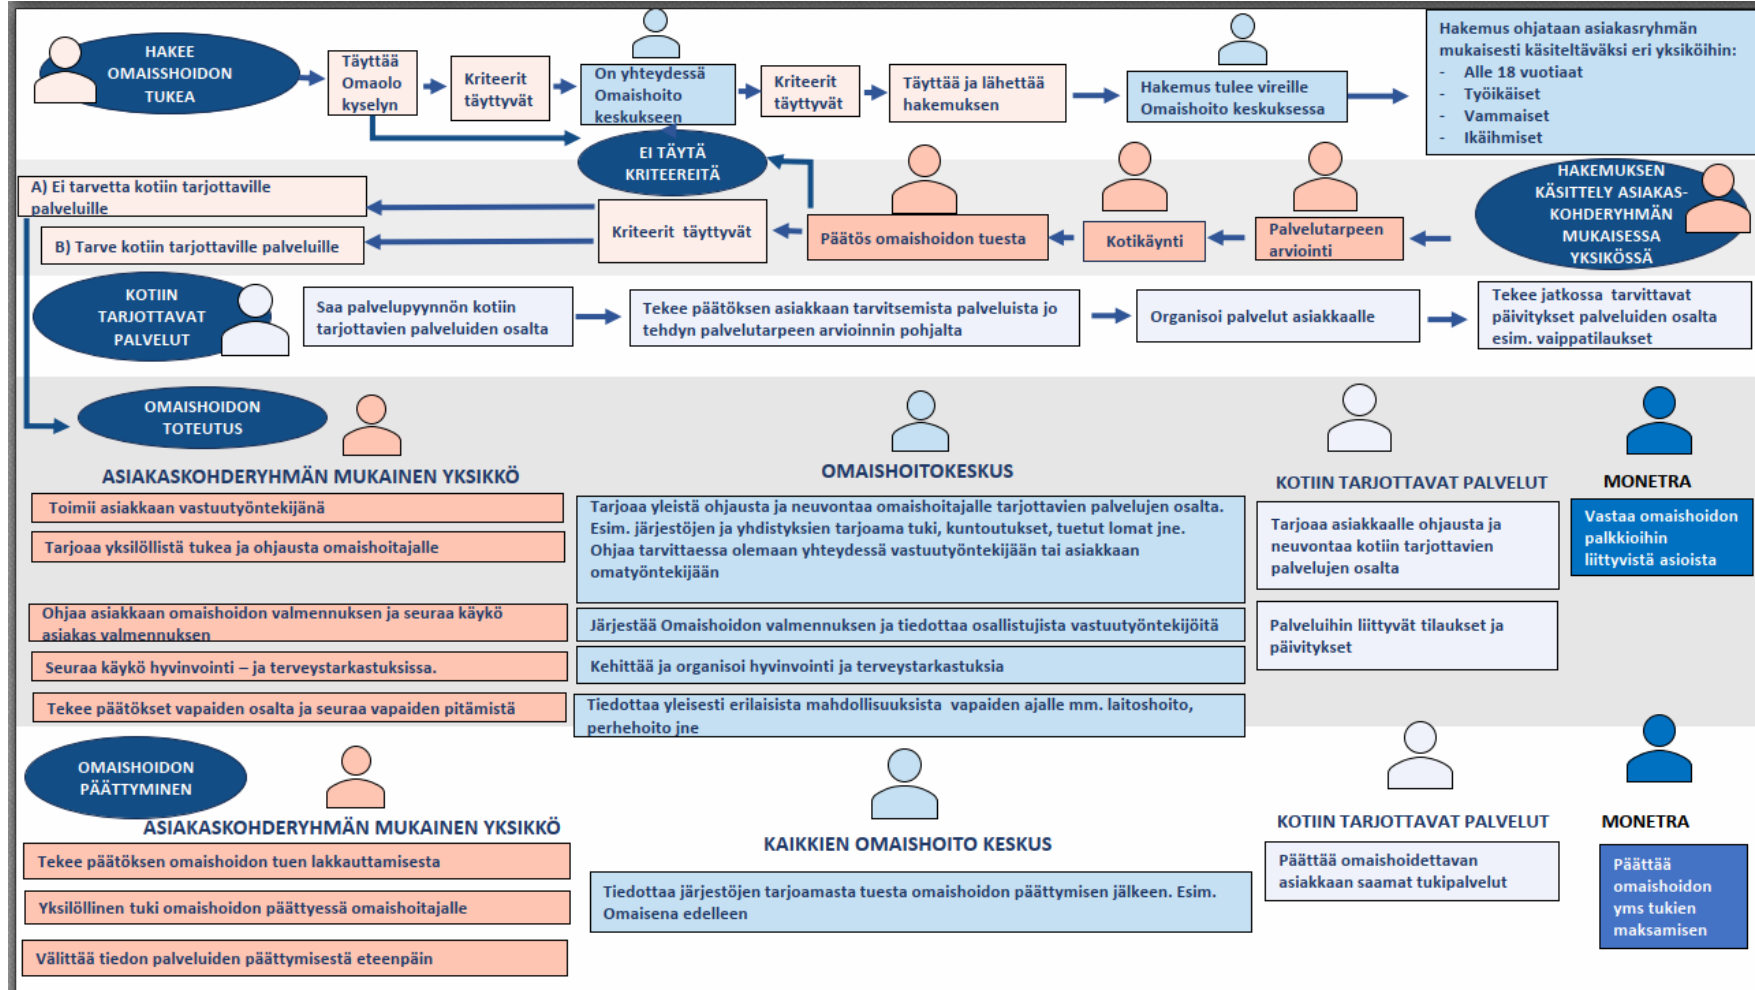 HAKEE
OMAISSHOIDON
TUKEA
Täyttää
Omaolo
kyselyn
Kriteerit
täyttyvät
On yhteydessä
Omaishoito
keskukseen
Kriteerit
täyttyvät
Täyttää ja lähettää
hakemuksen
Hakemus tulee vireille
Omaishoito keskuksessa
Hakemus ohjataan asiakasryhmän
mukaisesti käsiteltäväksi eri yksiköihin:
- Alle 18 vuotiaat
- Työikäiset
- Vammaiset
- Ikäihmiset
EI TÄYTÄ
KRITEEREITÄ
A) Ei tarvetta kotiin tarjottaville
palveluille
B) Tarve kotiin tarjottaville palveluille
Kriteerit täyttyvät
Päätös omaishoidon tuesta
Kotikäynti
Palvelutarpeen
arviointi
HAKEMUKSEN
KÄSITTELY ASIAKAS-
KOHDERYHMÄN
MUKAISESSA
YKSIKÖSSÄ
KOTIIN
TARJOTTAVAT
PALVELUT
Saa palvelupyynnön kotiin
tarjottavien palveluiden osalta
Tekee päätöksen asiakkaan tarvitsemista palveluista jo
tehdyn palvelutarpeen arvioinnin pohjalta
Organisoi palvelut asiakkaalle
Tekee jatkossa tarvittavat
päivitykset palveluiden osalta
esim. vaippatilaukset
OMAISHOIDON
TOTEUTUS
ASIAKASKOHDERYHMÄN MUKAINEN YKSIKKÖ
Toimii asiakkaan vastuutyöntekijänä
Tarjoaa yksilöllistä tukea ja ohjausta omaishoitajalle
Ohjaa asiakkaan omaishoidon valmennuksen ja seuraa käykö
asiakas valmennuksen
Seuraa käykö hyvinvointi – ja terveystarkastuksissa.
Tekee päätökset vapaiden osalta ja seuraa vapaiden pitämistä
OMAISHOITOKESKUS
Tarjoaa yleistä ohjausta ja neuvontaa omaishoitajalle tarjottavien palvelujen osalta.
Esim. järjestöjen ja yhdistyksien tarjoama tuki, kuntoutukset, tuetut lomat jne.
Ohjaa tarvittaessa olemaan yhteydessä vastuutyöntekijään tai asiakkaan
omatyöntekijään
Järjestää Omaishoidon valmennuksen ja tiedottaa osallistujista vastuutyöntekijöitä
Kehittää ja organisoi hyvinvointi ja terveystarkastuksia
Tiedottaa yleisesti erilaisista mahdollisuuksista vapaiden ajalle mm. laitoshoito,
perhehoito jne
KOTIIN TARJOTTAVAT PALVELUT
Tarjoaa asiakkaalle ohjausta ja
neuvontaa kotiin tarjottavien
palvelujen osalta
Palveluihin liittyvät tilaukset ja
päivitykset
MONETRA
Vastaa omaishoidon
palkkioihin
liittyvistä asioista
OMAISHOIDON
PÄÄTTYMINEN
ASIAKASKOHDERYHMÄN MUKAINEN YKSIKKÖ
Tekee päätöksen omaishoidon tuen lakkauttamisesta
Yksilöllinen tuki omaishoidon päättyessä omaishoitajalle
Välittää tiedon palveluiden päättymisestä eteenpäin
KAIKKIEN OMAISHOITO KESKUS
Tiedottaa järjestöjen tarjoamasta tuesta omaishoidon päättymisen jälkeen. Esim.
Omaisena edelleen
KOTIIN TARJOTTAVAT PALVELUT
Päättää omaishoidettavan
asiakkaan saamat tukipalvelut
MONETRA
Päättää
omaishoidon
yms tukien
maksamisen